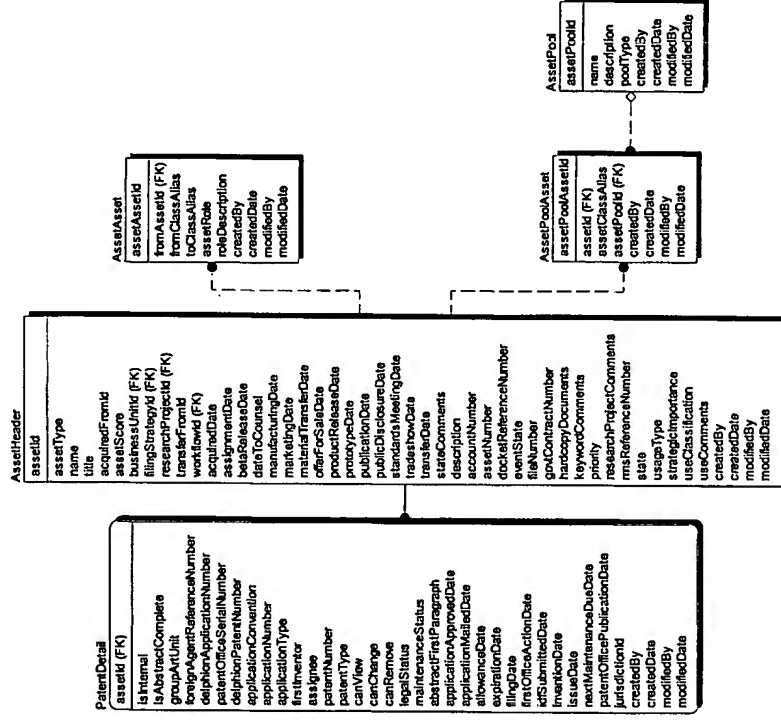 PatentDetail
assetId (FK)
isInternal
isAbstractComplete
groupArtUnit
foreignAgentReferenceNumber
delphionApplicationNumber
patentOfficeSerialNumber
delphionPatentNumber
applicationConvention
applicationNumber
applicationType
firstInventor
assignee
patentNumber
patentType
canView
canChange
canRemove
legalStatus
maintenanceStatus
abstractFirstParagraph
applicationApprovedDate
applicationMailedDate
allowanceDate
expirationDate
filingDate
firstOfficeActionDate
idfSubmittedDate
inventionDate
issueDate
nextMaintenanceDueDate
patentOfficePublicationDate
jurisdictionId
createdBy
createdDate
modifiedBy
modifiedDate
AssetHeader
assetId
assetType
name
title
acquiredFromId
assetScore
businessUnitId (FK)
filingStrategyId (FK)
researchProjectId (FK)
transferFromId
workflowId (FK)
acquiredDate
assignmentDate
betaReleaseDate
dateToCounsel
manufacturingDate
marketingDate
materialTransferDate
offerForSaleDate
productReleaseDate
prototypeDate
publicationDate
publicDisclosureDate
standardsMeetingDate
tradeshowDate
transferDate
stateComments
description
accountNumber
assetNumber
docketReferenceNumber
eventState
fileNumber
govtContractNumber
hardcopyDocuments
keywordComments
priority
researchProjectComments
rmsReferenceNumber
state
usageType
strategicImportance
useClassification
useComments
createdBy
createdDate
modifiedBy
modifiedDate
AssetAsset
assetAssetId
fromAssetId (FK)
fromClassAlias
toClassAlias
assetRole
roleDescription
createdBy
createdDate
modifiedBy
modifiedDate
AssetPoolAsset
assetPoolAssetId
assetId (FK)
assetClassAlias
assetPoolId (FK)
createdBy
createdDate
modifiedBy
modifiedDate
AssetPool
assetPoolId
name
description
poolType
createdBy
createdDate
modifiedBy
modifiedDate